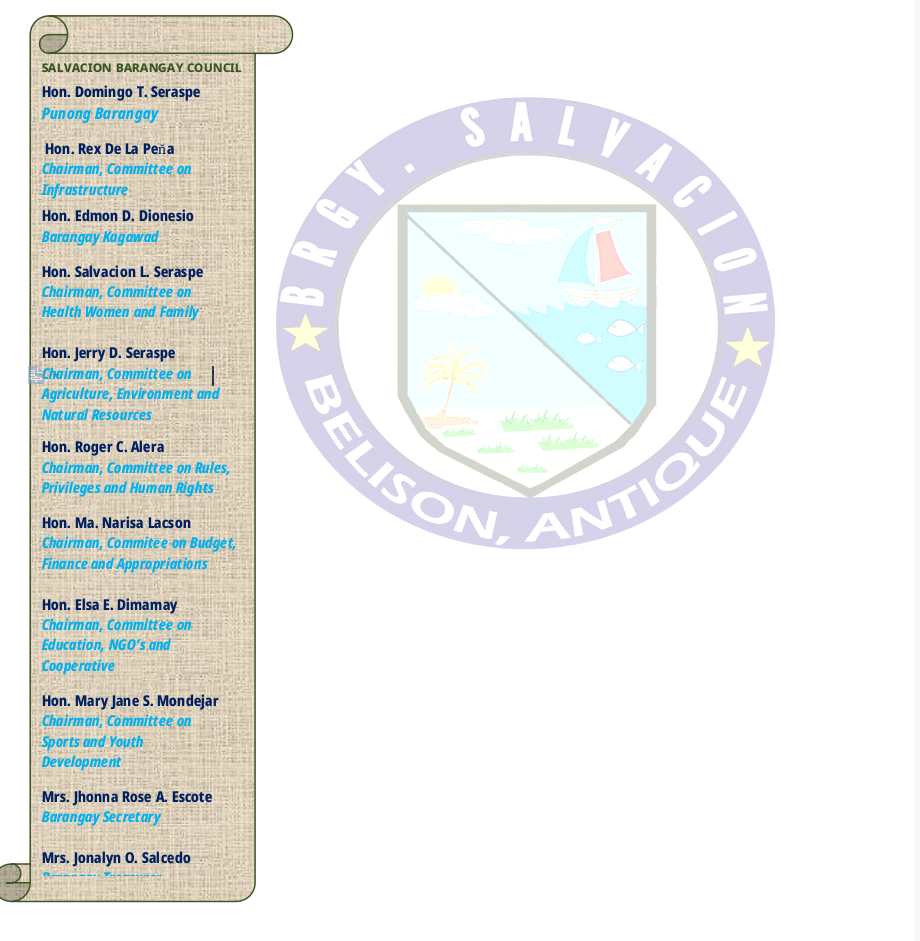 SALVACION BARANGAY COUNCIL
Hon. Domingo T. Seraspe
Punong Barangay
Hon. Rex De La Peňa
Chairman, Committee on
Infrastructure
Hon. Edmon D. Dionesio
Barangay Kagawad
Hon. Salvacion L. Seraspe
Chairman, Committee on
Health Women and Family
Hon. Jerry D. Seraspe
Chairman, Committee on
Agriculture, Environment and
Natural Resources
Hon. Roger C. Alera
Chairman, Committee on Rules,
Privileges and Human Rights
Hon. Ma. Narisa Lacson
Chairman, Commitee on Budget,
Finance and Appropriations
Hon. Elsa E. Dimamay
Chairman, Committee on
Education, NGO's and
Cooperative
Hon. Mary Jane S. Mondejar
Chairman, Committee on
Sports and Youth
Development
Mrs. Jhonna Rose A. Escote
Barangay Secretary
Mrs. Jonalyn O. Salcedo
BRGY. SALVACION
BELISON, ANTIQUE